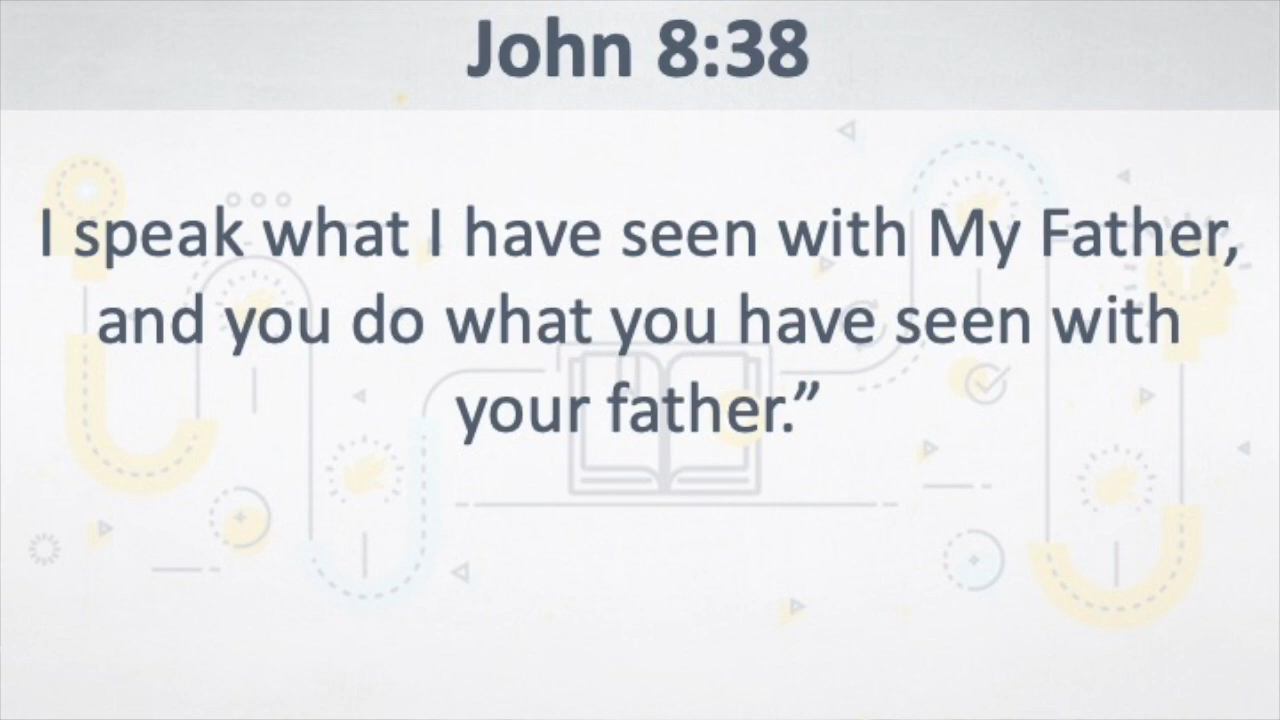 John 8:38
I speak what I have seen with My Father,
and you do what you have seen with
your father.”